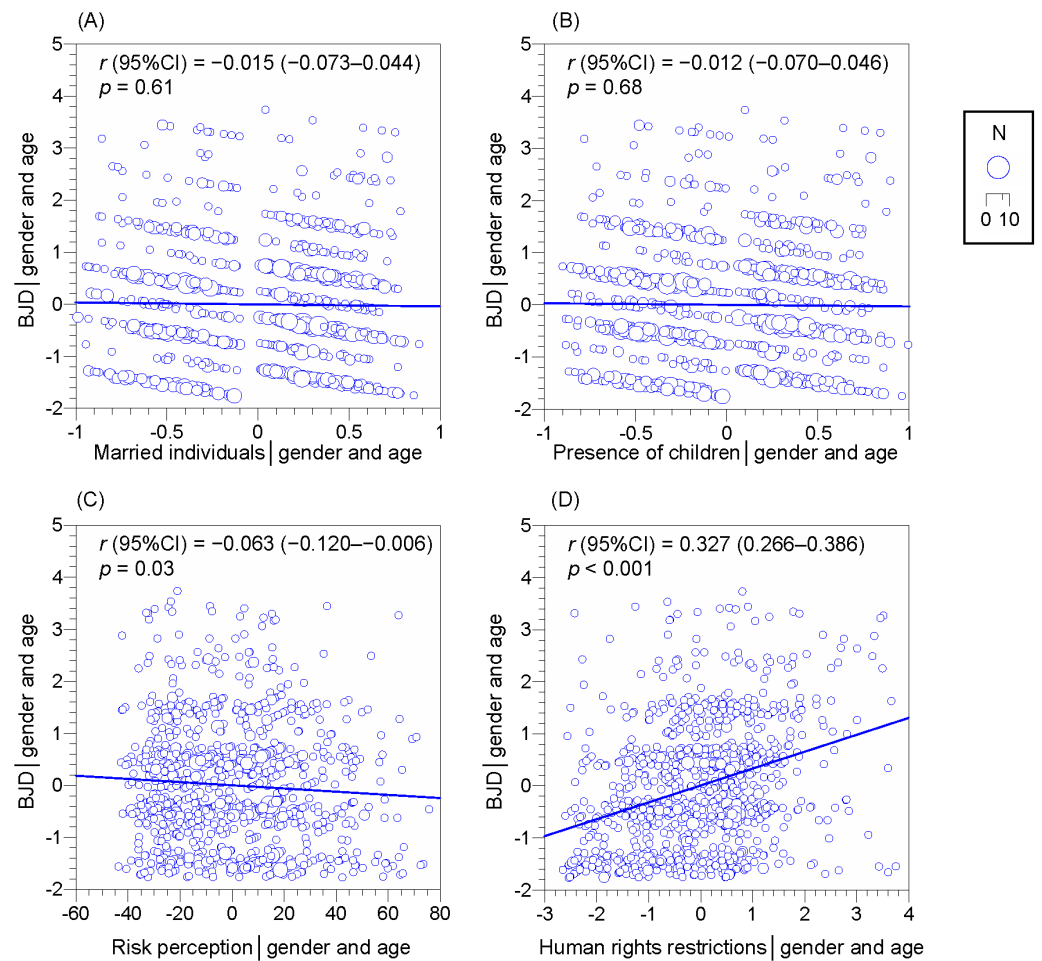 (A)
r (95%CI) = −0.015 (−0.073–0.044)
p = 0.61
5
4
3
2
1
0
-1
-2
BJD│gender and age
-1 -0.5 0 0.5 1
Married individuals│gender and age
(B)
r (95%CI) = −0.012 (−0.070–0.046)
p = 0.68
5
4
3
2
1
0
-1
-2
BJD│gender and age
-1 -0.5 0 0.5 1
Presence of children│gender and age
N
0 10
(C)
r (95%CI) = −0.063 (−0.120–−0.006)
p = 0.03
5
4
3
2
1
0
-1
-2
BJD│gender and age
-60 -40 -20 0 20 40 60 80
Risk perception│gender and age
(D)
r (95%CI) = 0.327 (0.266–0.386)
p < 0.001
5
4
3
2
1
0
-1
-2
BJD│gender and age
-3 -2 -1 0 1 2 3 4
Human rights restrictions│gender and age